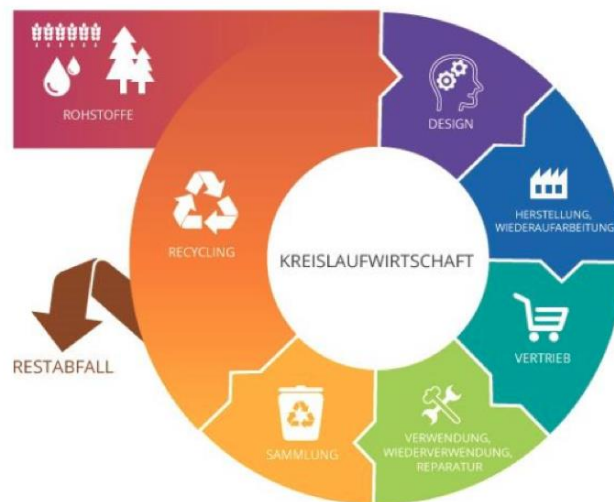 ROHSTOFFE
DESIGN
HERSTELLUNG,
WIEDERAUFARBEITUNG
RECYCLING
KREISLAUFWIRTSCHAFT
VERTRIEB
RESTABFALL
SAMMLUNG
VERWENDUNG,
WIEDERVERWENDUNG,
REPARATUR